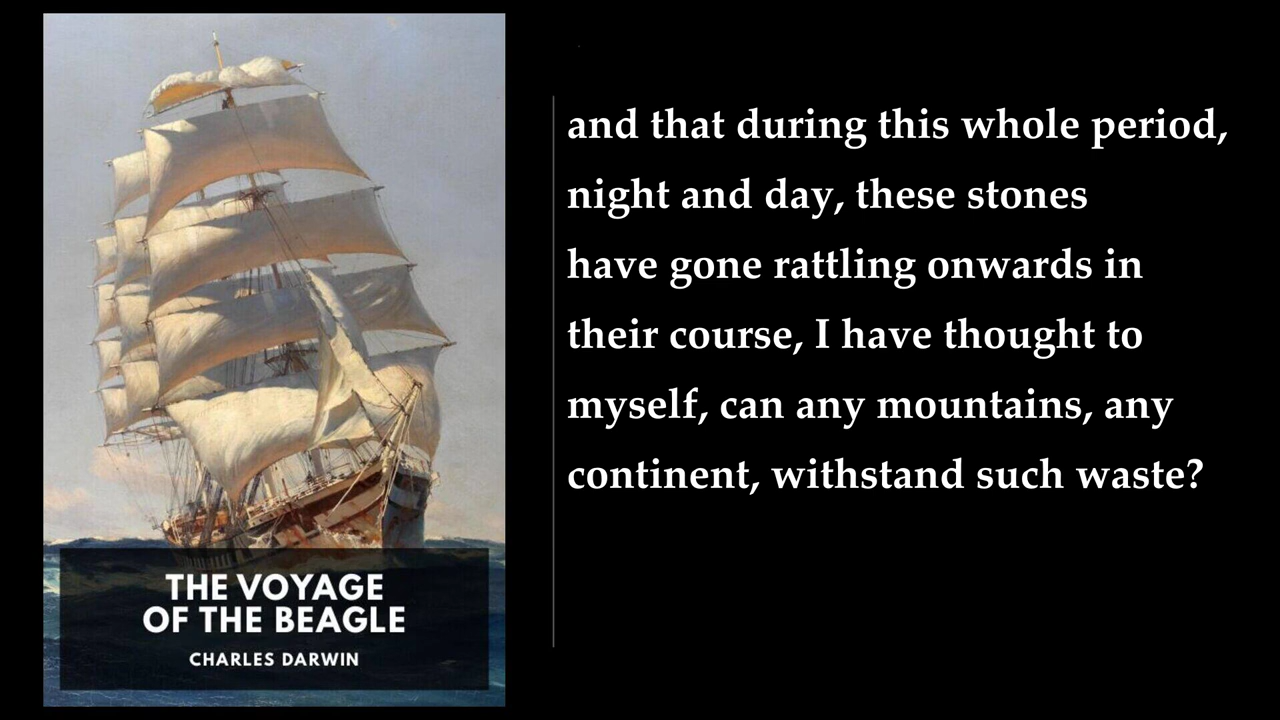 THE VOYAGE
OF THE BEAGLE
CHARLES DARWIN
and that during this whole period,
night and day, these stones
have gone rattling onwards in
their course, I have thought to
myself, can any mountains, any
continent, withstand such waste?